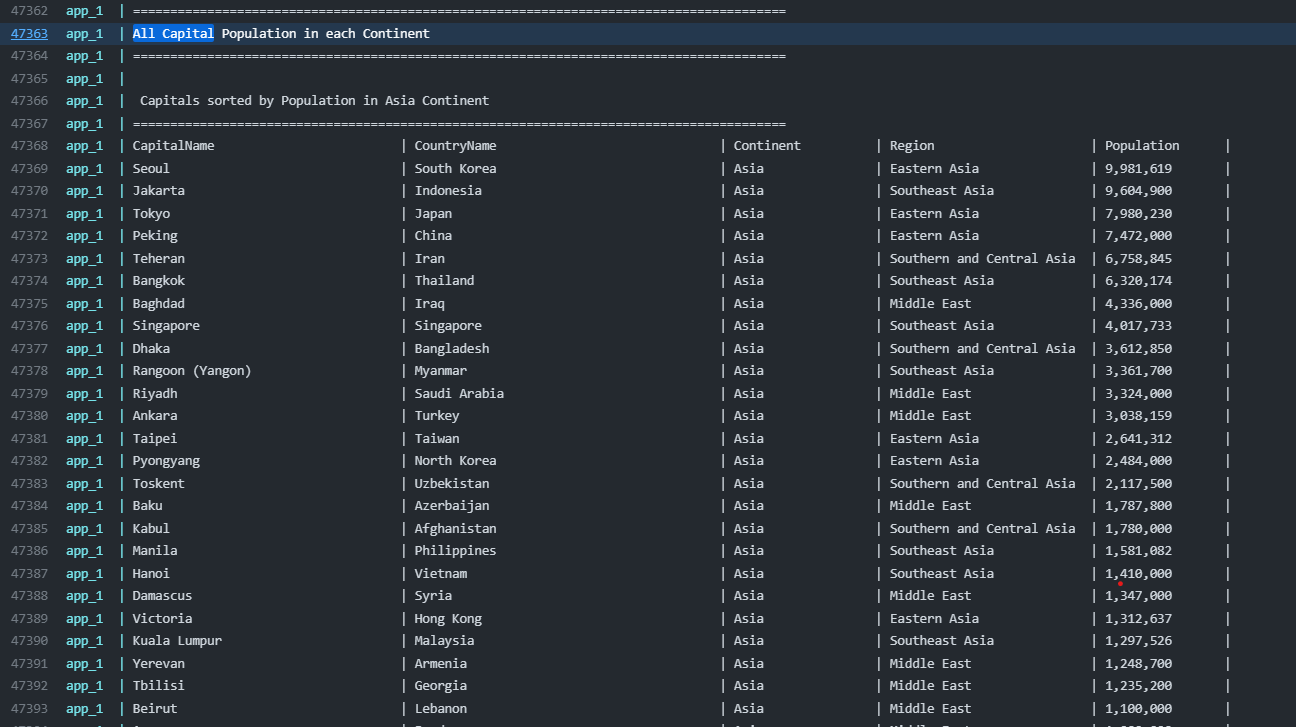 47362 app_1 | ========================================================================================
47363 app_1 | All Capital Population in each Continent
47364 app_1 | ========================================================================================
47365 app_1 |
47366 app_1 | Capitals sorted by Population in Asia Continent
47367 app_1 | ========================================================================================
47368 app_1 | CapitalName | CountryName | Continent | Region | Population |
47369 app_1 | Seoul | South Korea | Asia | Eastern Asia | 9,981,619 |
47370 app_1 | Jakarta | Indonesia | Asia | Southeast Asia | 9,604,900 |
47371 app_1 | Tokyo | Japan | Asia | Eastern Asia | 7,980,230 |
47372 app_1 | Peking | China | Asia | Eastern Asia | 7,472,000 |
47373 app_1 | Teheran | Iran | Asia | Southern and Central Asia | 6,758,845 |
47374 app_1 | Bangkok | Thailand | Asia | Southeast Asia | 6,320,174 |
47375 app_1 | Baghdad | Iraq | Asia | Middle East | 4,336,000 |
47376 app_1 | Singapore | Singapore | Asia | Southeast Asia | 4,017,733 |
47377 app_1 | Dhaka | Bangladesh | Asia | Southern and Central Asia | 3,612,850 |
47378 app_1 | Rangoon (Yangon) | Myanmar | Asia | Southeast Asia | 3,361,700 |
47379 app_1 | Riyadh | Saudi Arabia | Asia | Middle East | 3,324,000 |
47380 app_1 | Ankara | Turkey | Asia | Middle East | 3,038,159 |
47381 app_1 | Taipei | Taiwan | Asia | Eastern Asia | 2,641,312 |
47382 app_1 | Pyongyang | North Korea | Asia | Eastern Asia | 2,484,000 |
47383 app_1 | Toskent | Uzbekistan | Asia | Southern and Central Asia | 2,117,500 |
47384 app_1 | Baku | Azerbaijan | Asia | Middle East | 1,787,800 |
47385 app_1 | Kabul | Afghanistan | Asia | Southern and Central Asia | 1,780,000 |
47386 app_1 | Manila | Philippines | Asia | Southeast Asia | 1,581,082 |
47387 app_1 | Hanoi | Vietnam | Asia | Southeast Asia | 1,410,000 |
47388 app_1 | Damascus | Syria | Asia | Middle East | 1,347,000 |
47389 app_1 | Victoria | Hong Kong | Asia | Eastern Asia | 1,312,637 |
47390 app_1 | Kuala Lumpur | Malaysia | Asia | Southeast Asia | 1,297,526 |
47391 app_1 | Yerevan | Armenia | Asia | Middle East | 1,248,700 |
47392 app_1 | Tbilisi | Georgia | Asia | Middle East | 1,235,200 |
47393 app_1 | Beirut | Lebanon | Asia | Middle East | 1,100,000 |